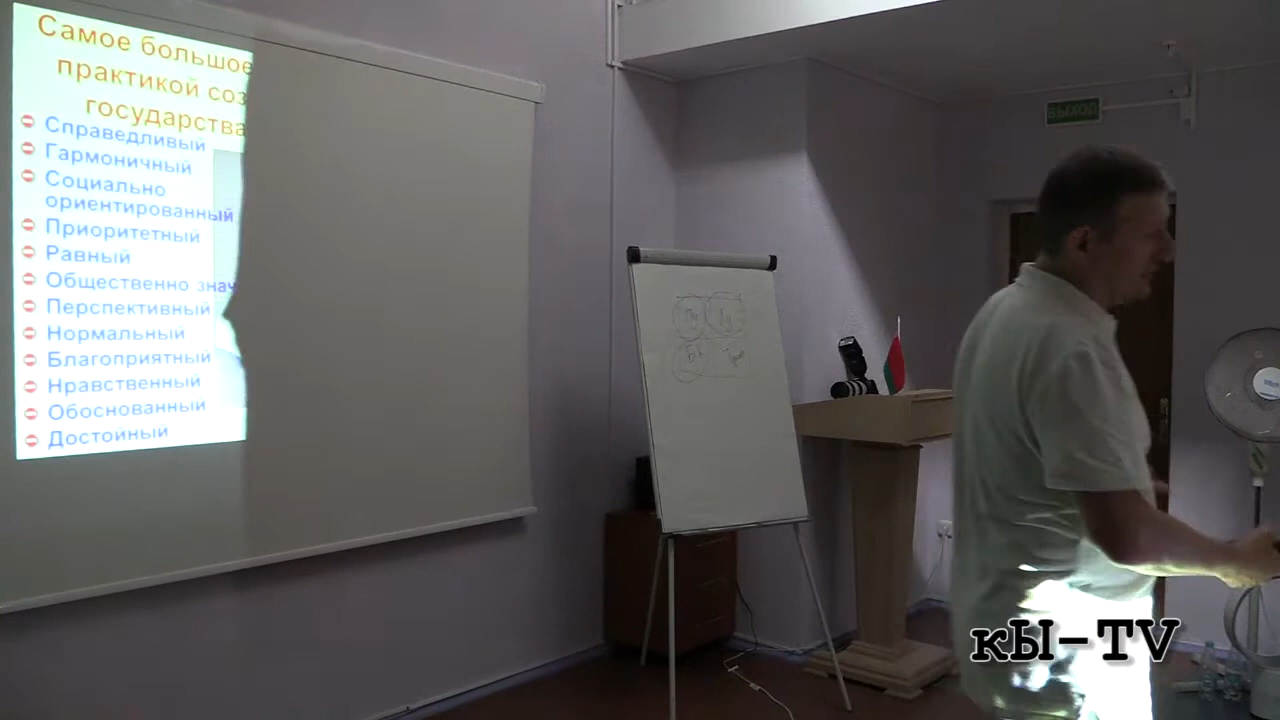 Самое большое
практикой соз
государства
Справедливый
Гармоничный
Социально
ориентированный
Приоритетный
Равный
Общественно знач
Перспективный
Нормальный
Благоприятный
Нравственный
Обоснованный
Достойный
ВЫХОД
кЫ-TV